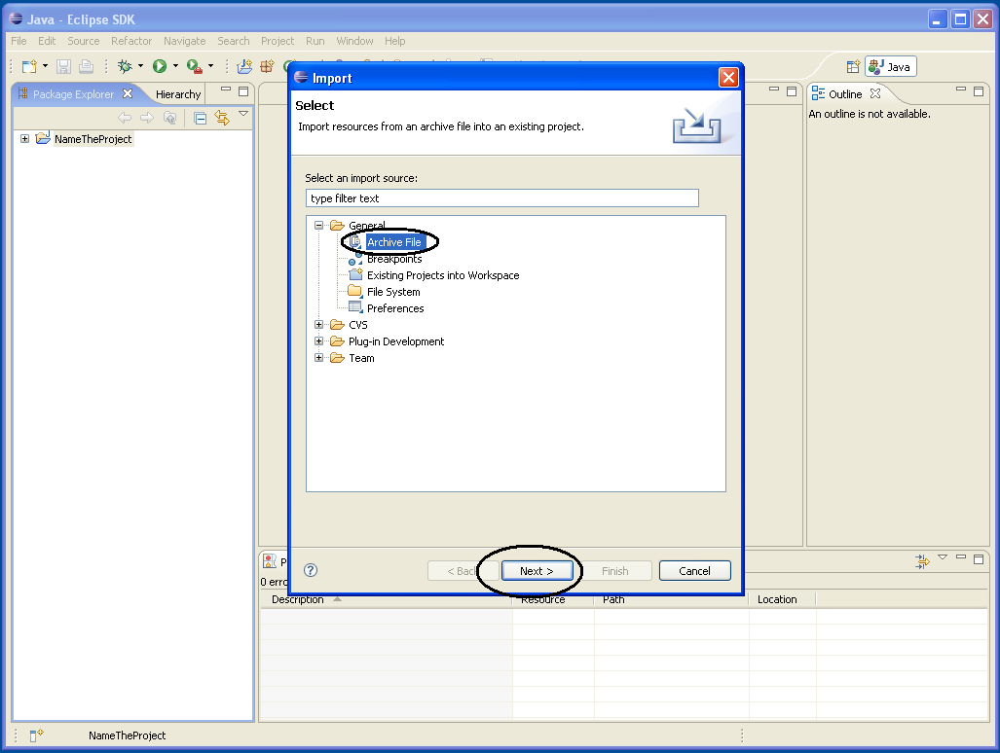 Java - Eclipse SDK
File Edit Source Refactor Navigate Search Project Run Window Help
Java
Package Explorer Hierarchy
NameTheProject
Outline
An outline is not available.
Import
Select
Import resources from an archive file into an existing project.
Select an import source:
type filter text
General
Archive File
Breakpoints
Existing Projects into Workspace
File System
Preferences
CVS
Plug-in Development
Team
? < Back Next > Finish Cancel
P
0 erro
Description Resource Path Location
NameTheProject